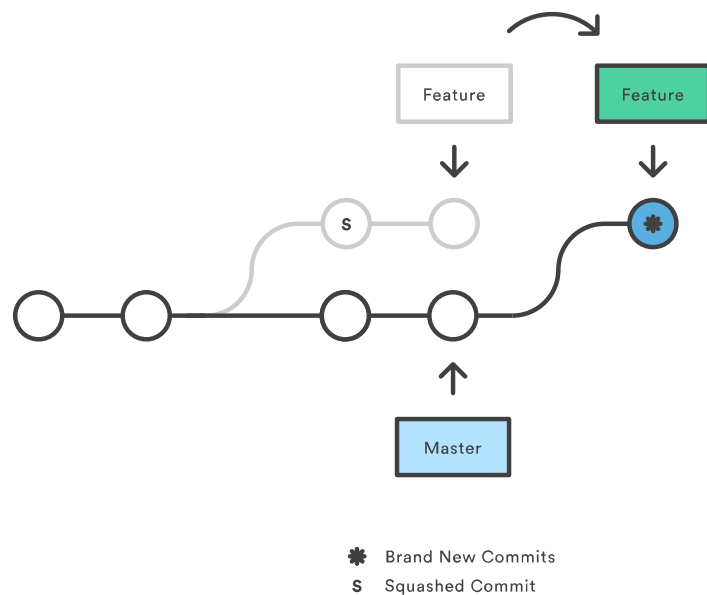 Feature
Feature
S
Master
Brand New Commits
S Squashed Commit